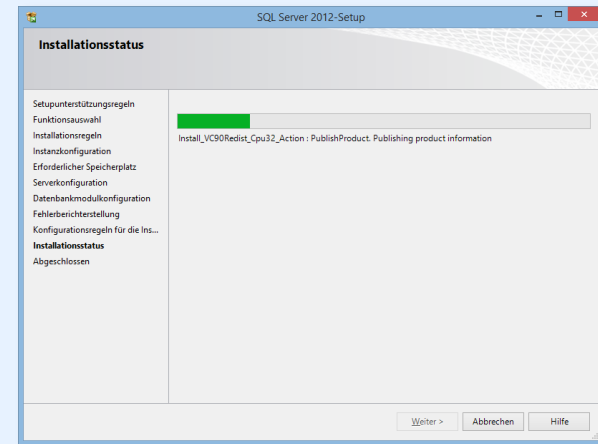 SQL Server 2012-Setup
Installationsstatus
Setupunterstützungsregeln
Funktionsauswahl
Installationsregeln
Instanzkonfiguration
Erforderlicher Speicherplatz
Serverkonfiguration
Datenbankmodulkonfiguration
Fehlerberichterstellung
Konfigurationsregeln für die Ins...
Installationsstatus
Abgeschlossen
Install_VC90Redist_Cpu32_Action : PublishProduct. Publishing product information
Weiter >
Abbrechen
Hilfe